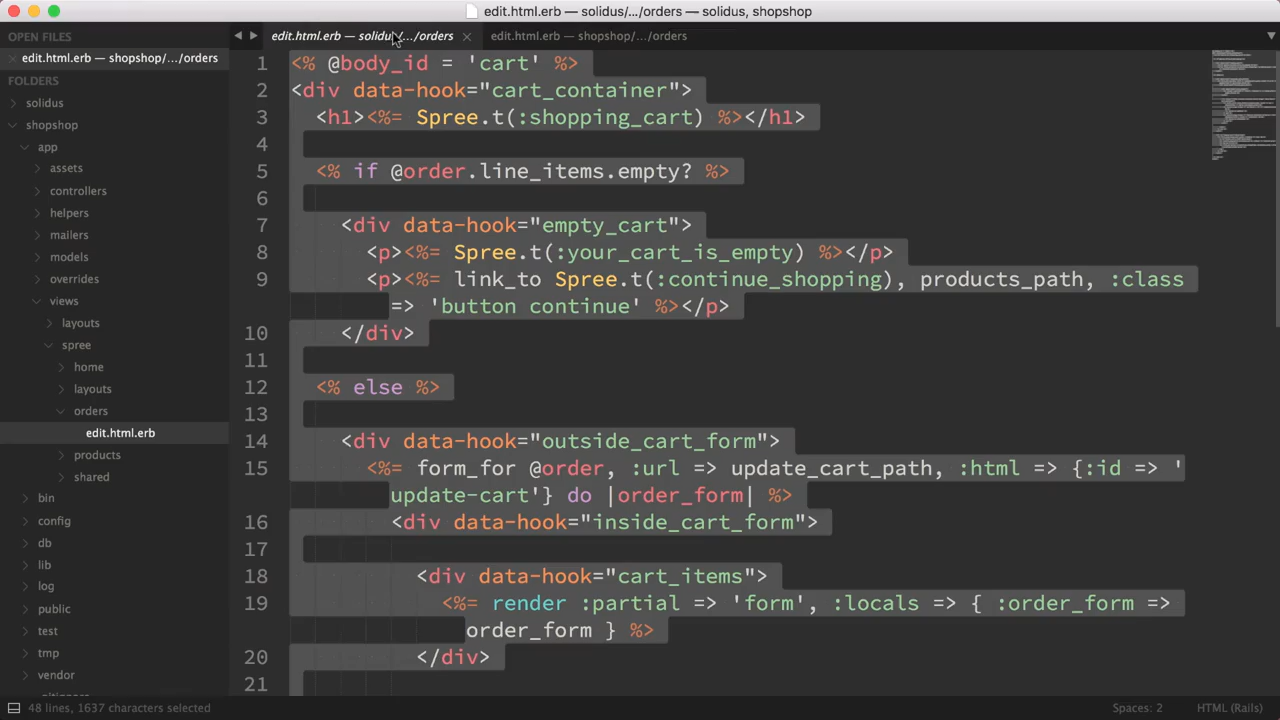 edit.html.erb — solidus/.../orders — solidus, shopshop
OPEN FILES
edit.html.erb — shopshop/.../orders
FOLDERS
solidus
shopshop
app
assets
controllers
helpers
mailers
models
overrides
views
layouts
spree
home
layouts
orders
edit.html.erb
products
shared
bin
config
db
lib
log
public
test
tmp
vendor
.gitignore
edit.html.erb — solidus/.../orders
edit.html.erb — shopshop/.../orders
1 <% @body_id = 'cart' %>
2 <div data-hook="cart_container">
3 <h1><%= Spree.t(:shopping_cart) %></h1>
4
5 <% if @order.line_items.empty? %>
6
7 <div data-hook="empty_cart">
8 <p><%= Spree.t(:your_cart_is_empty) %></p>
9 <p><%= link_to Spree.t(:continue_shopping), products_path, :class
=> 'button continue' %></p>
10 </div>
11
12 <% else %>
13
14 <div data-hook="outside_cart_form">
15 <%= form_for @order, :url => update_cart_path, :html => {:id => '
update-cart'} do |order_form| %>
16 <div data-hook="inside_cart_form">
17
18 <div data-hook="cart_items">
19 <%= render :partial => 'form', :locals => { :order_form =>
order_form } %>
20 </div>
21
48 lines, 1637 characters selected
Spaces: 2
HTML (Rails)